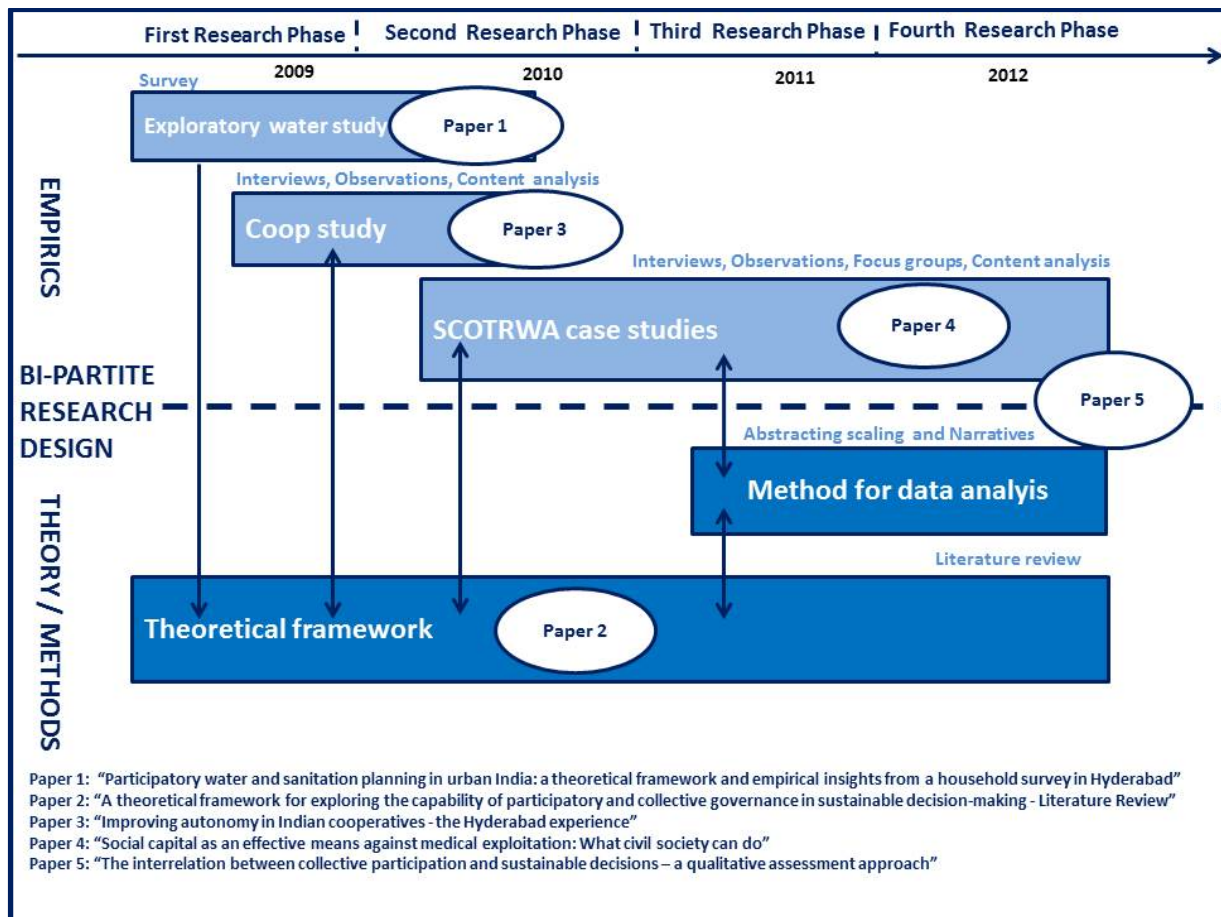 First Research Phase
Second Research Phase
Third Research Phase
Fourth Research Phase
2009
2010
2011
2012
Survey
Exploratory water study
Paper 1
Interviews, Observations, Content analysis
Coop study
Paper 3
Interviews, Observations, Focus groups, Content analysis
SCOTRWA case studies
Paper 4
EMPIRICS
BI-PARTITE
RESEARCH
DESIGN
Paper 5
Abstracting scaling and Narratives
Method for data analyis
Literature review
Theoretical framework
Paper 2
THEORY / METHODS
Paper 1: “Participatory water and sanitation planning in urban India: a theoretical framework and empirical insights from a household survey in Hyderabad”
Paper 2: “A theoretical framework for exploring the capability of participatory and collective governance in sustainable decision-making - Literature Review”
Paper 3: “Improving autonomy in Indian cooperatives - the Hyderabad experience”
Paper 4: “Social capital as an effective means against medical exploitation: What civil society can do”
Paper 5: “The interrelation between collective participation and sustainable decisions – a qualitative assessment approach”